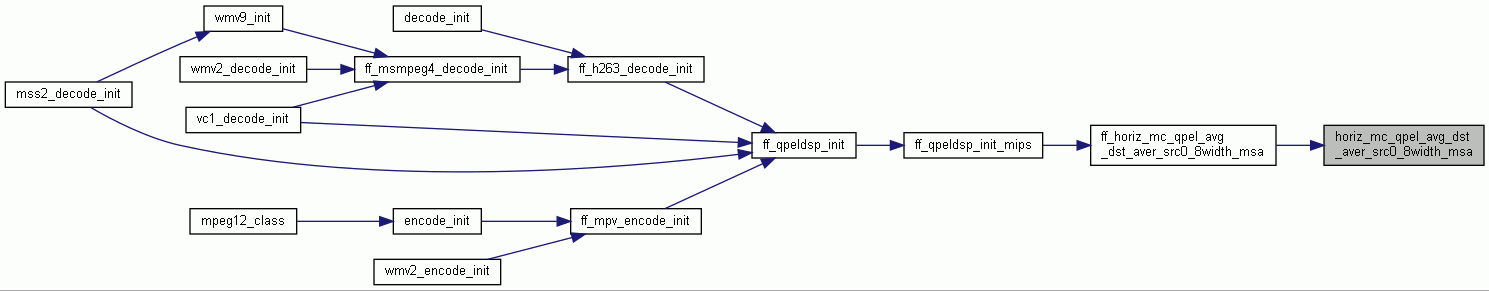 wmv9_init
decode_init
wmv2_decode_init
ff_msmpeg4_decode_init
ff_h263_decode_init
mss2_decode_init
vc1_decode_init
ff_qpeldsp_init
ff_qpeldsp_init_mips
ff_horiz_mc_qpel_avg
_dst_aver_src0_8width_msa
horiz_mc_qpel_avg_dst
_aver_src0_8width_msa
mpeg12_class
encode_init
ff_mpv_encode_init
wmv2_encode_init